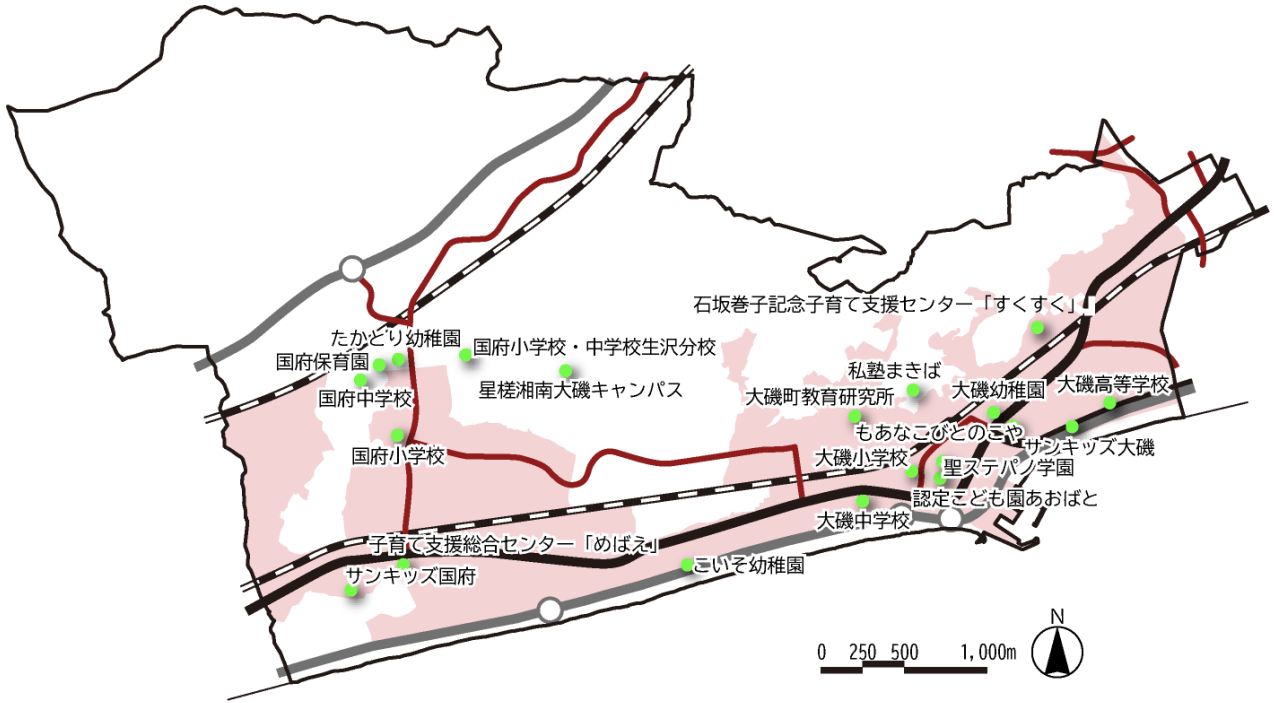 石坂巻子記念子育て支援センター「すくすく」
たかとり幼稚園
国府小学校・中学校生沢分校
国府保育園
星槎湘南大磯キャンパス
国府中学校
私塾まきば
大磯町教育研究所
大磯幼稚園
大磯高等学校
もあなこびとのこや
サンキッズ大磯
国府小学校
大磯小学校
聖ステパノ学園
認定こども園あおばと
大磯中学校
子育て支援総合センター「めばえ」
こいそ幼稚園
サンキッズ国府
N
0 250 500 1,000m